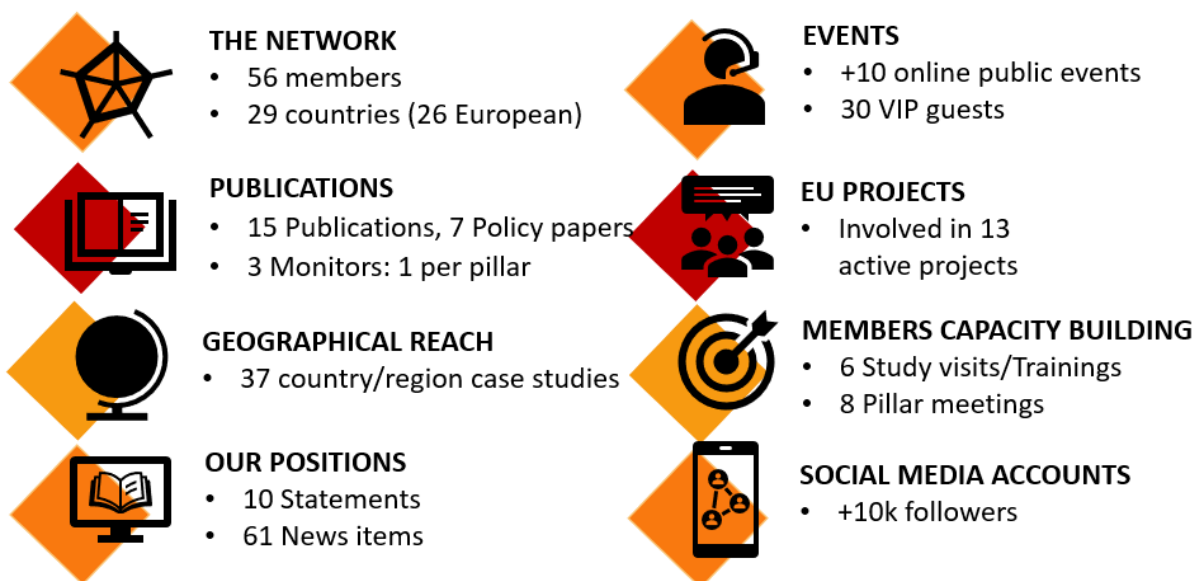 THE NETWORK
• 56 members
• 29 countries (26 European)
PUBLICATIONS
• 15 Publications, 7 Policy papers
• 3 Monitors: 1 per pillar
GEOGRAPHICAL REACH
• 37 country/region case studies
OUR POSITIONS
• 10 Statements
• 61 News items
EVENTS
• +10 online public events
• 30 VIP guests
EU PROJECTS
• Involved in 13
active projects
MEMBERS CAPACITY BUILDING
• 6 Study visits/Trainings
• 8 Pillar meetings
SOCIAL MEDIA ACCOUNTS
• +10k followers